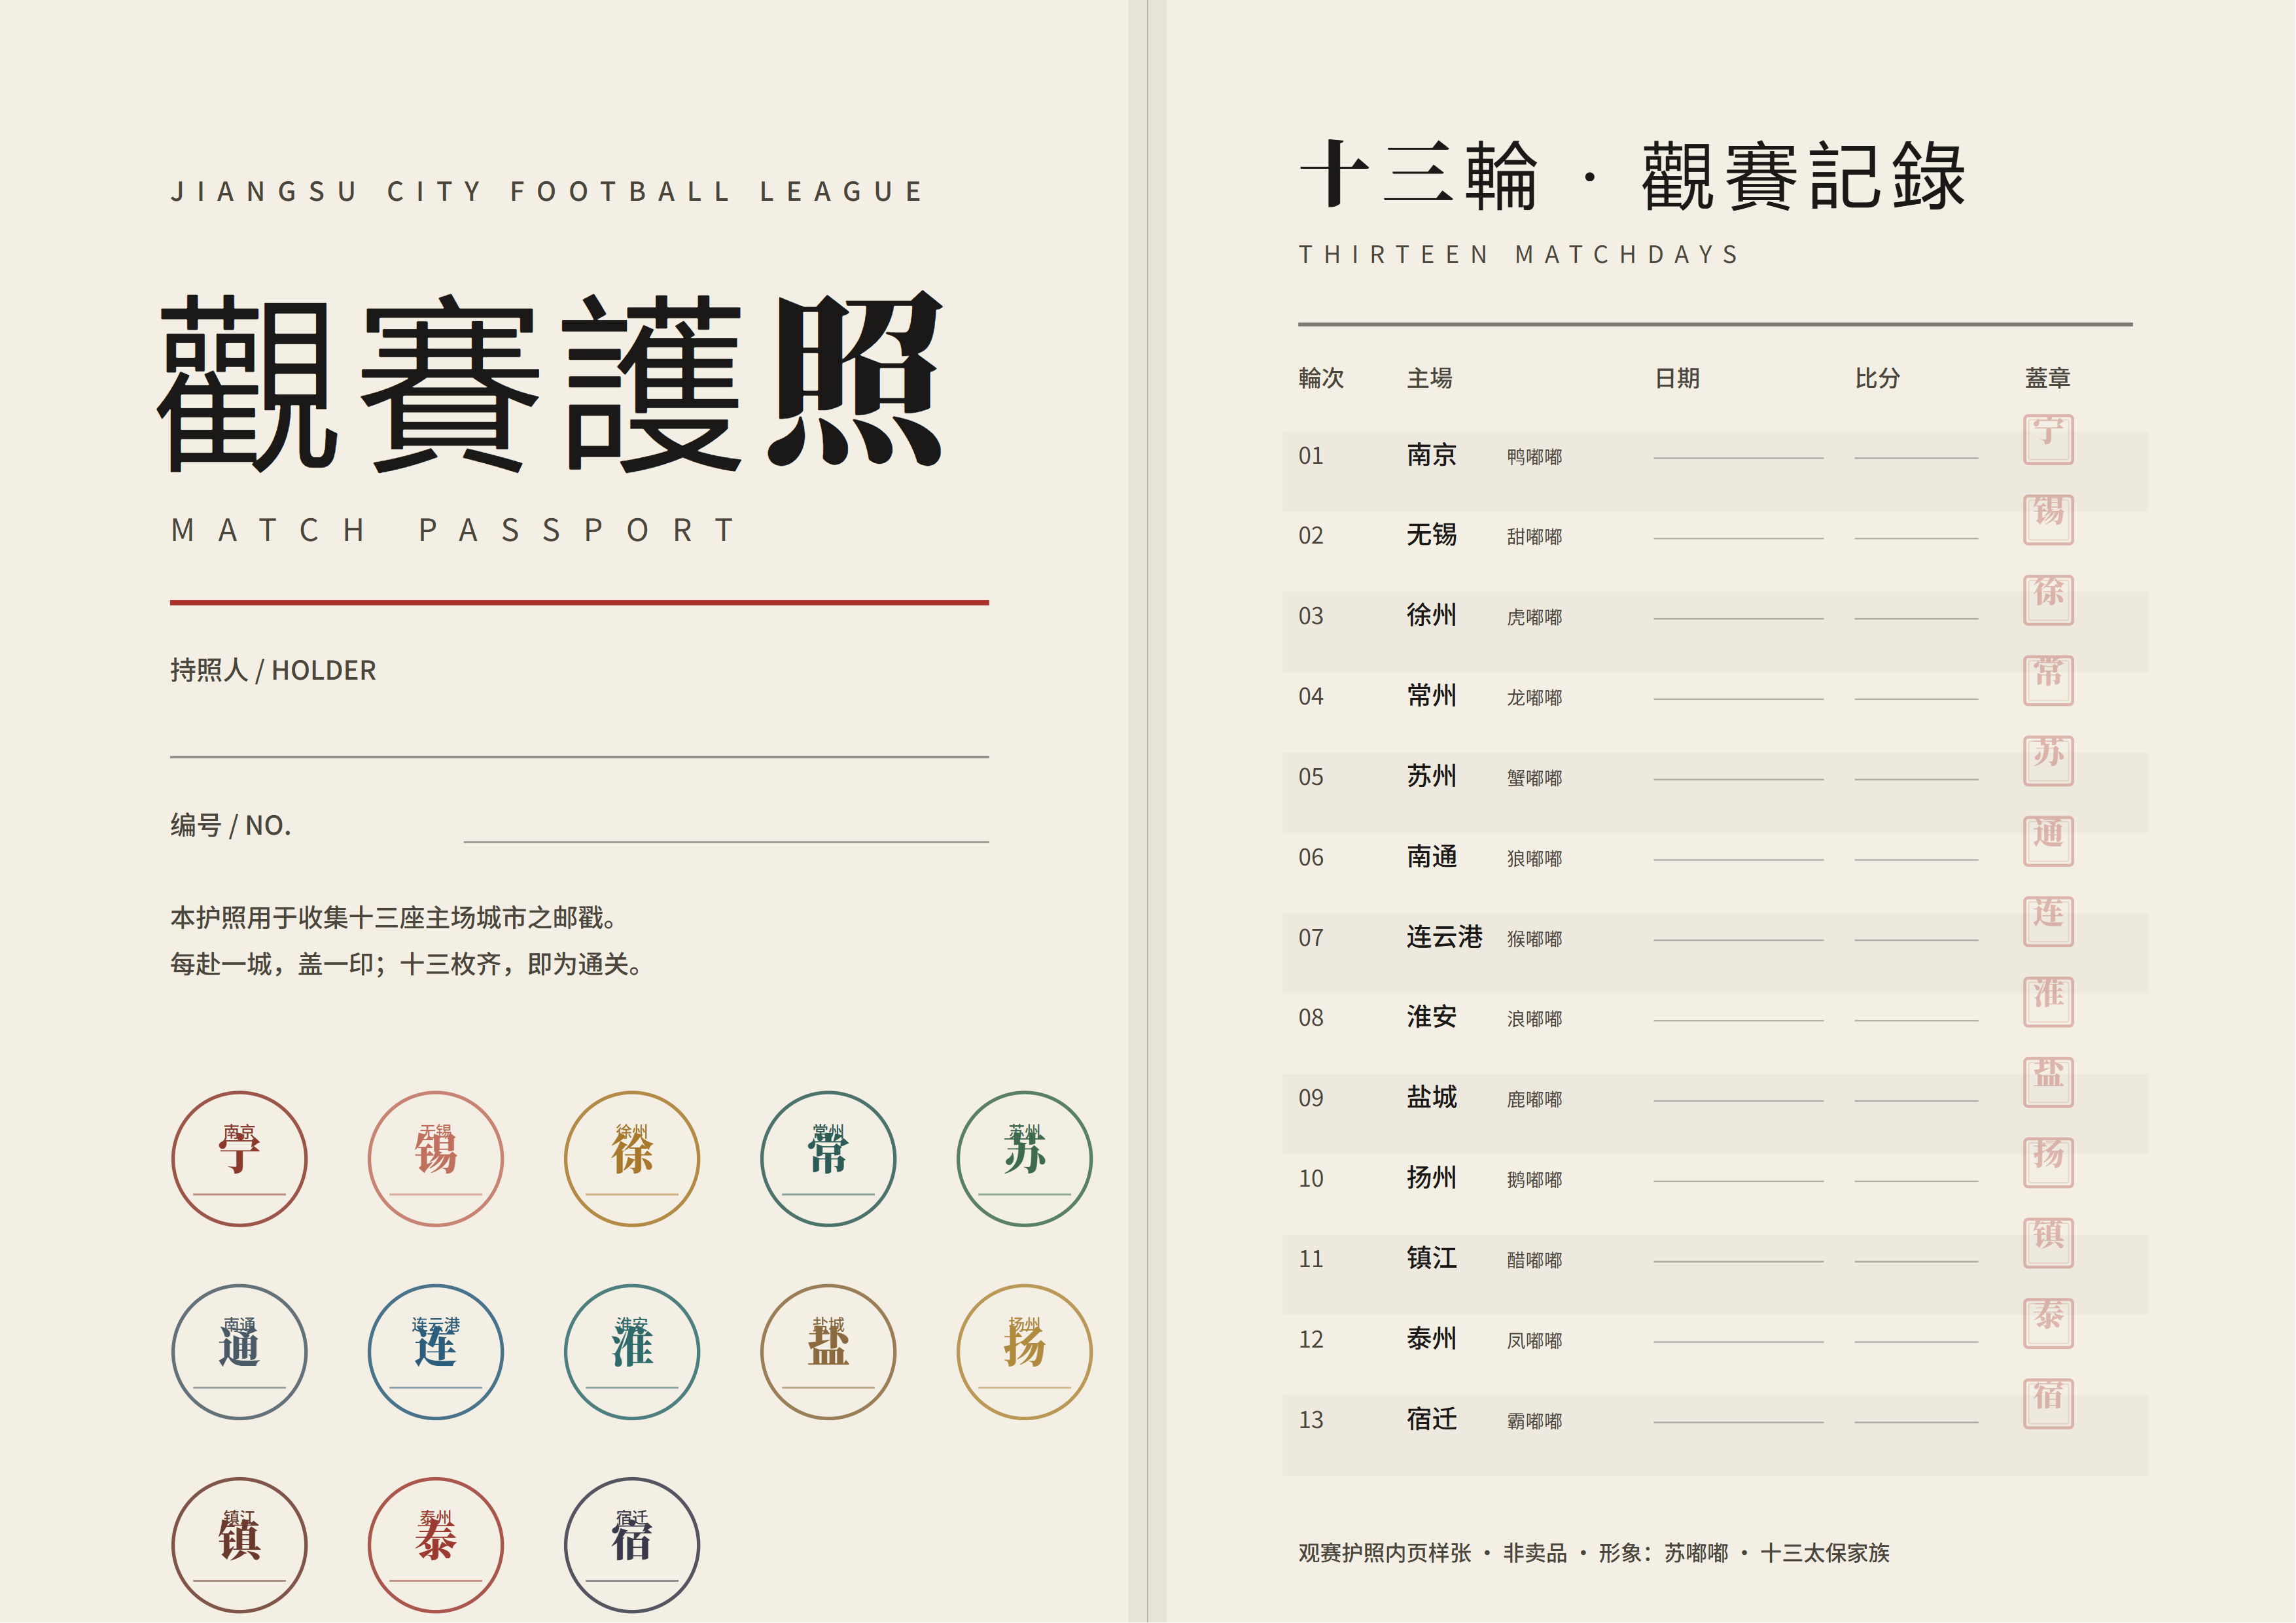 JIANGSU CITY FOOTBALL LEAGUE
觀賽護照
MATCH PASSPORT
持照人 / HOLDER
编号 / NO.
本护照用于收集十三座主场城市之邮戳。
每赴一城，盖一印；十三枚齐，即为通关。
南京 无锡 徐州 常州 苏州
宁 锡 徐 常 苏
南通 连云港 淮安 盐城 扬州
通 连 淮 盐 扬
镇江 泰州 宿迁
镇 泰 宿
十三輪 · 觀賽記錄
THIRTEEN MATCHDAYS
輪次 主場 日期 比分 蓋章
01 南京 鸭嘟嘟 宁
02 无锡 甜嘟嘟 锡
03 徐州 虎嘟嘟 徐
04 常州 龙嘟嘟 常
05 苏州 蟹嘟嘟 苏
06 南通 狼嘟嘟 通
07 连云港 猴嘟嘟 连
08 淮安 浪嘟嘟 淮
09 盐城 鹿嘟嘟 盐
10 扬州 鹅嘟嘟 扬
11 镇江 醋嘟嘟 镇
12 泰州 凤嘟嘟 泰
13 宿迁 霸嘟嘟 宿
观赛护照内页样张 · 非卖品 · 形象：苏嘟嘟 · 十三太保家族